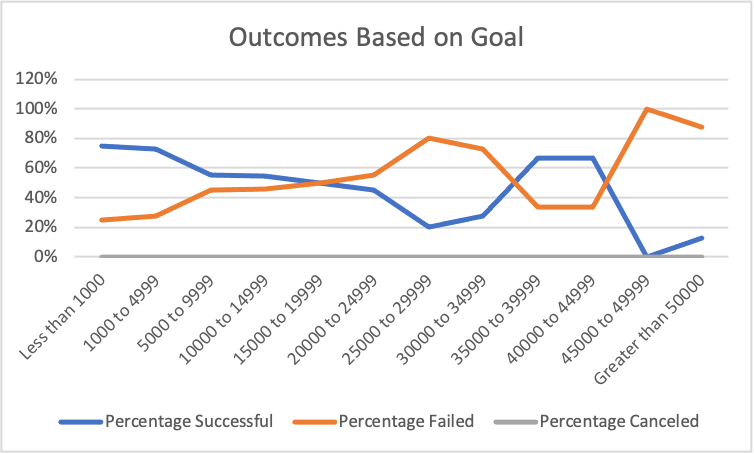 Outcomes Based on Goal
120%
100%
80%
60%
40%
20%
0%
Less than 1000
1000 to 4999
5000 to 9999
10000 to 14999
15000 to 19999
20000 to 24999
25000 to 29999
30000 to 34999
35000 to 39999
40000 to 44999
45000 to 49999
Greater than 50000
Percentage Successful Percentage Failed Percentage Canceled